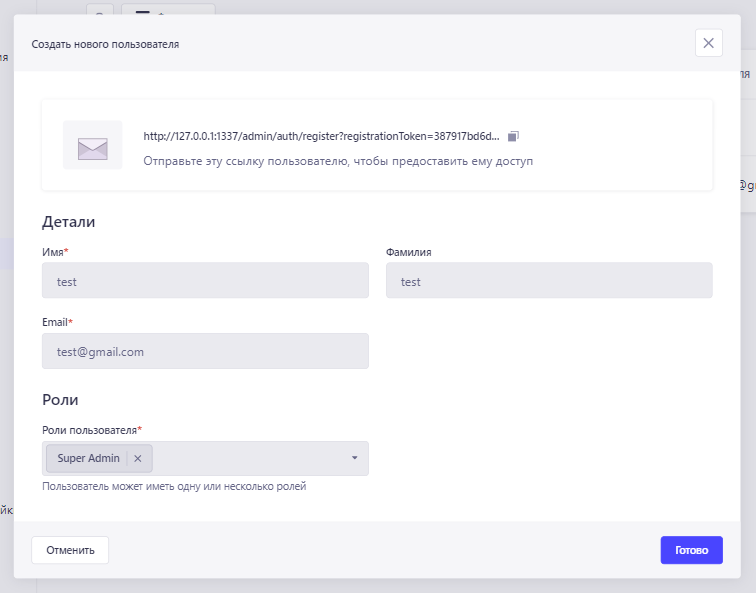 Создать нового пользователя
http://127.0.0.1:1337/admin/auth/register?registrationToken=387917bd6d...
Отправьте эту ссылку пользователю, чтобы предоставить ему доступ
Детали
Имя*
Фамилия
test
test
Email*
test@gmail.com
Роли
Роли пользователя*
Super Admin
Пользователь может иметь одну или несколько ролей
Отменить
Готово